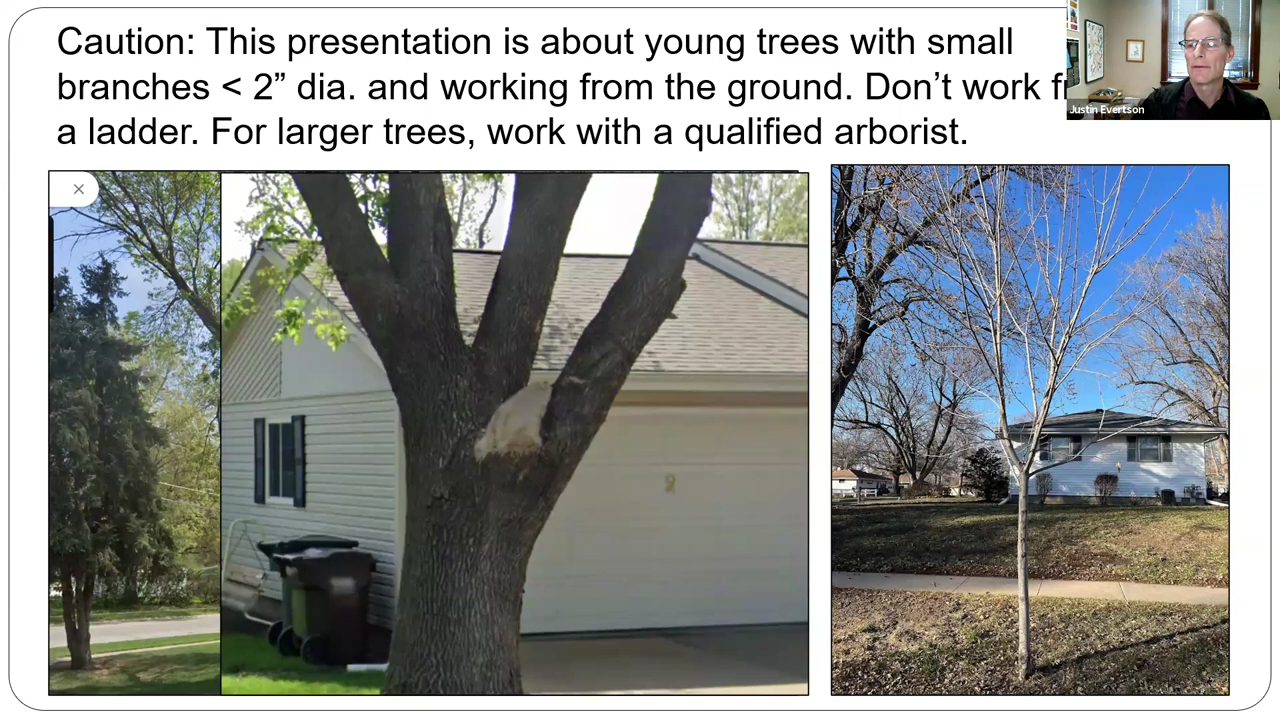 Caution: This presentation is about young trees with small
branches < 2” dia. and working from the ground. Don’t work
a ladder. For larger trees, work with a qualified arborist.
Justin Evertson